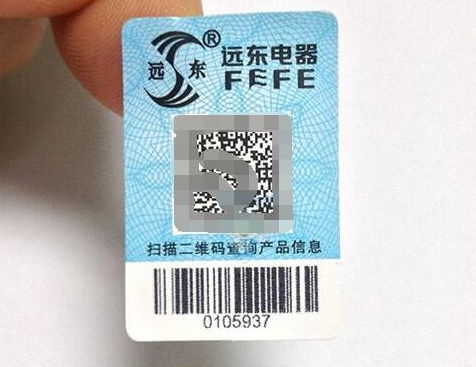 远东 ®
远东电器
FEFE
扫描二维码查询产品信息
0105937